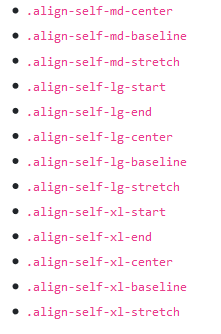 .align-self-md-center
.align-self-md-baseline
.align-self-md-stretch
.align-self-lg-start
.align-self-lg-end
.align-self-lg-center
.align-self-lg-baseline
.align-self-lg-stretch
.align-self-xl-start
.align-self-xl-end
.align-self-xl-center
.align-self-xl-baseline
.align-self-xl-stretch